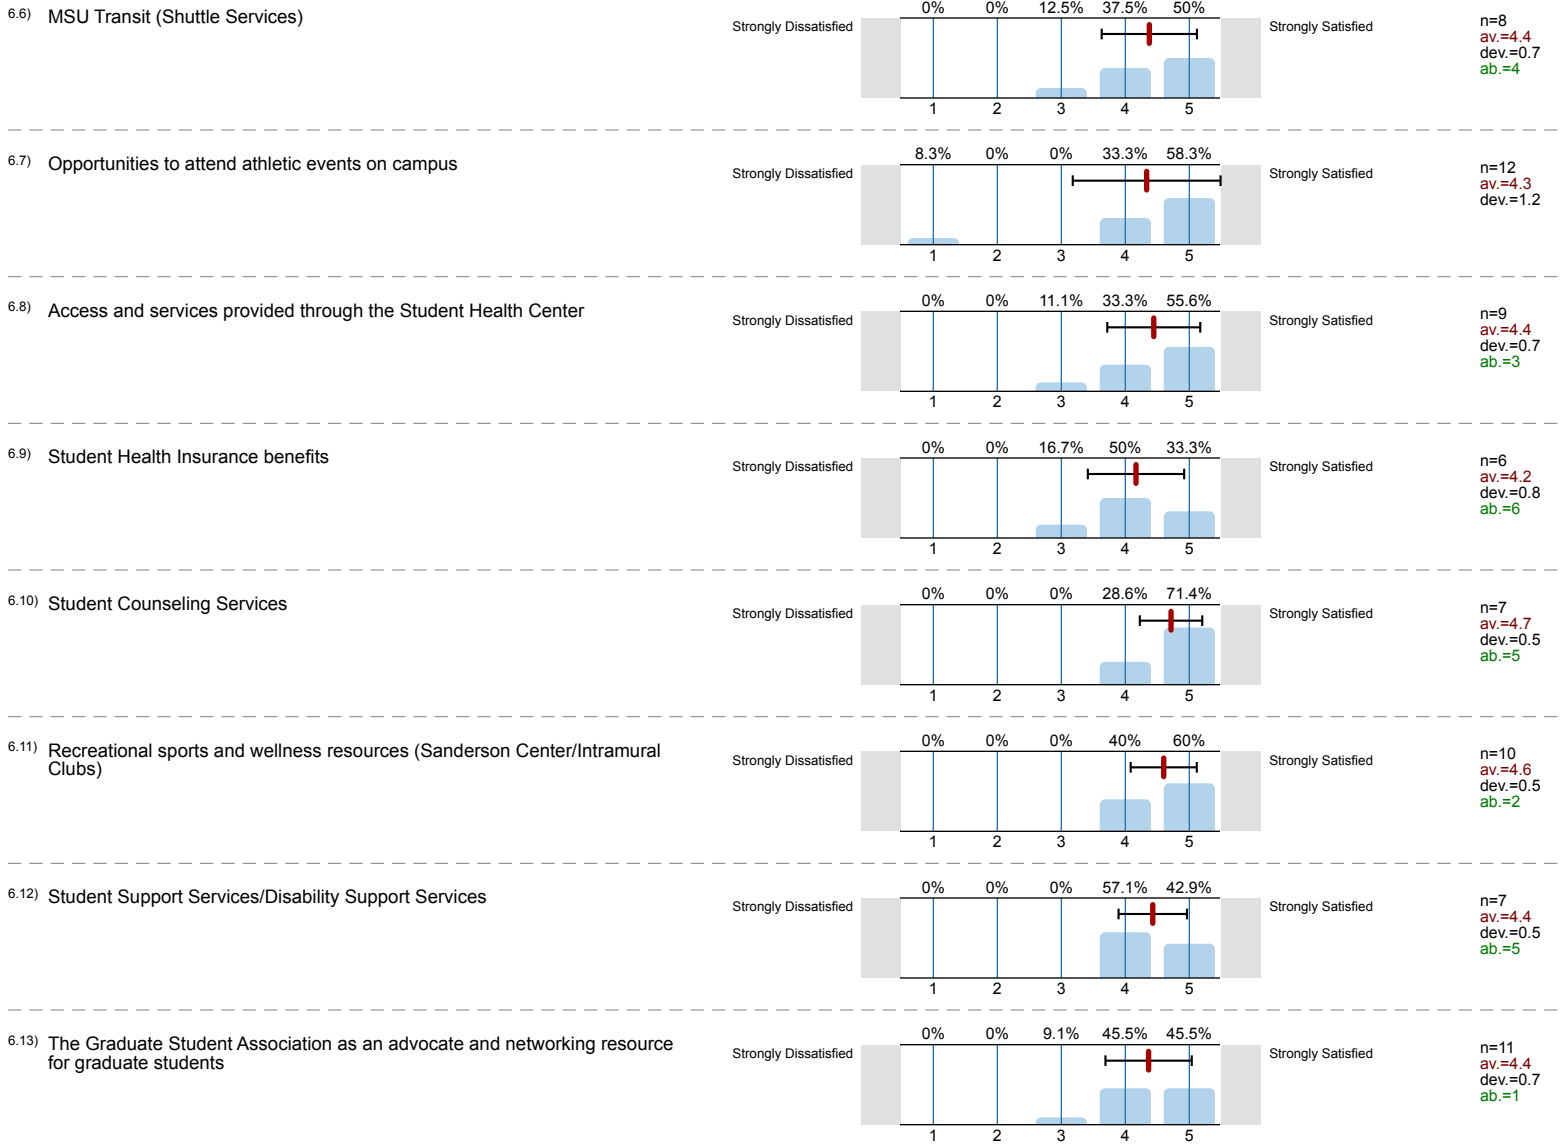 6.6) MSU Transit (Shuttle Services)
0% 0% 12.5% 37.5% 50%
Strongly Dissatisfied Strongly Satisfied
n=8
av.=4.4
dev.=0.7
ab.=4
1 2 3 4 5
6.7) Opportunities to attend athletic events on campus
8.3% 0% 0% 33.3% 58.3%
Strongly Dissatisfied Strongly Satisfied
n=12
av.=4.3
dev.=1.2
1 2 3 4 5
6.8) Access and services provided through the Student Health Center
0% 0% 11.1% 33.3% 55.6%
Strongly Dissatisfied Strongly Satisfied
n=9
av.=4.4
dev.=0.7
ab.=3
1 2 3 4 5
6.9) Student Health Insurance benefits
0% 0% 16.7% 50% 33.3%
Strongly Dissatisfied Strongly Satisfied
n=6
av.=4.2
dev.=0.8
ab.=6
1 2 3 4 5
6.10) Student Counseling Services
0% 0% 0% 28.6% 71.4%
Strongly Dissatisfied Strongly Satisfied
n=7
av.=4.7
dev.=0.5
ab.=5
1 2 3 4 5
6.11) Recreational sports and wellness resources (Sanderson Center/Intramural
Clubs)
0% 0% 0% 40% 60%
Strongly Dissatisfied Strongly Satisfied
n=10
av.=4.6
dev.=0.5
ab.=2
1 2 3 4 5
6.12) Student Support Services/Disability Support Services
0% 0% 0% 57.1% 42.9%
Strongly Dissatisfied Strongly Satisfied
n=7
av.=4.4
dev.=0.5
ab.=5
1 2 3 4 5
6.13) The Graduate Student Association as an advocate and networking resource
for graduate students
0% 0% 9.1% 45.5% 45.5%
Strongly Dissatisfied Strongly Satisfied
n=11
av.=4.4
dev.=0.7
ab.=1
1 2 3 4 5